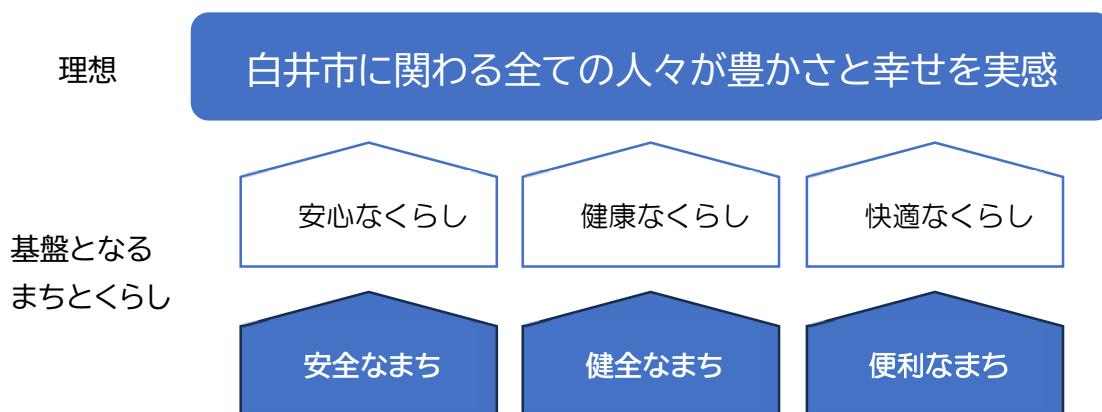 理想
白井市に関わる全ての人々が豊かさと幸せを実感
安心なくらし
健康なくらし
快適なくらし
基盤となる
まちとくらし
安全なまち
健全なまち
便利なまち